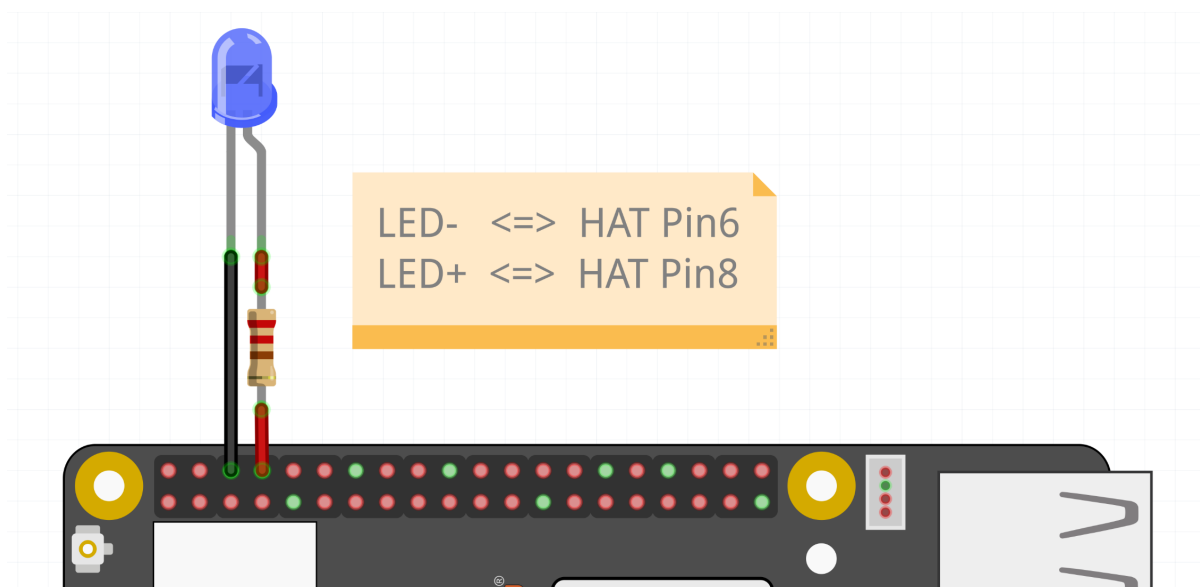 LED- <=> HAT Pin6
LED+ <=> HAT Pin8
®